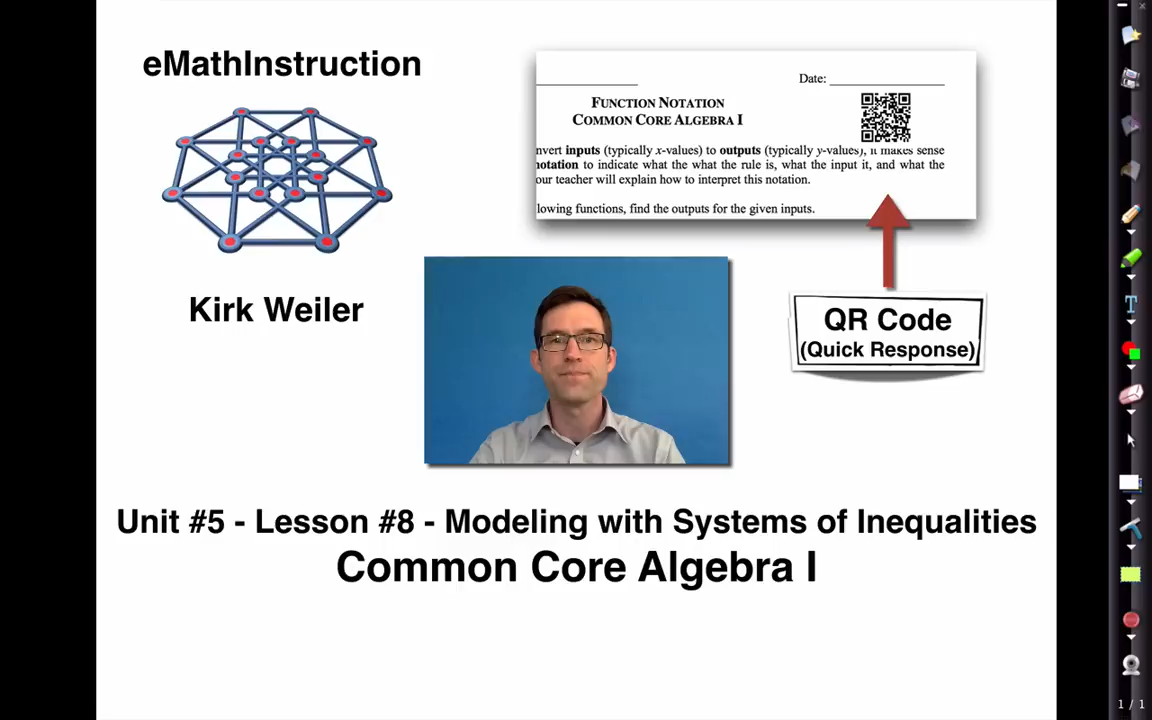 eMathInstruction
Kirk Weiler
Date:
FUNCTION NOTATION
COMMON CORE ALGEBRA I
nvert inputs (typically x-values) to outputs (typically y-values), it makes sense
notation to indicate what the what the rule is, what the input it, and what the
our teacher will explain how to interpret this notation.
lowing functions, find the outputs for the given inputs.
QR Code
(Quick Response)
Unit #5 - Lesson #8 - Modeling with Systems of Inequalities
Common Core Algebra I
T
1 / 1